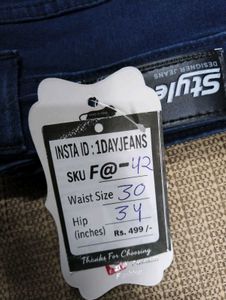 Style
DESIGNER JEANS
INSTA ID : 1DAYJEANS
SKU F@-42
Waist Size 30
Hip 34
(inches) Rs. 499 /-
Thanks For Choosing